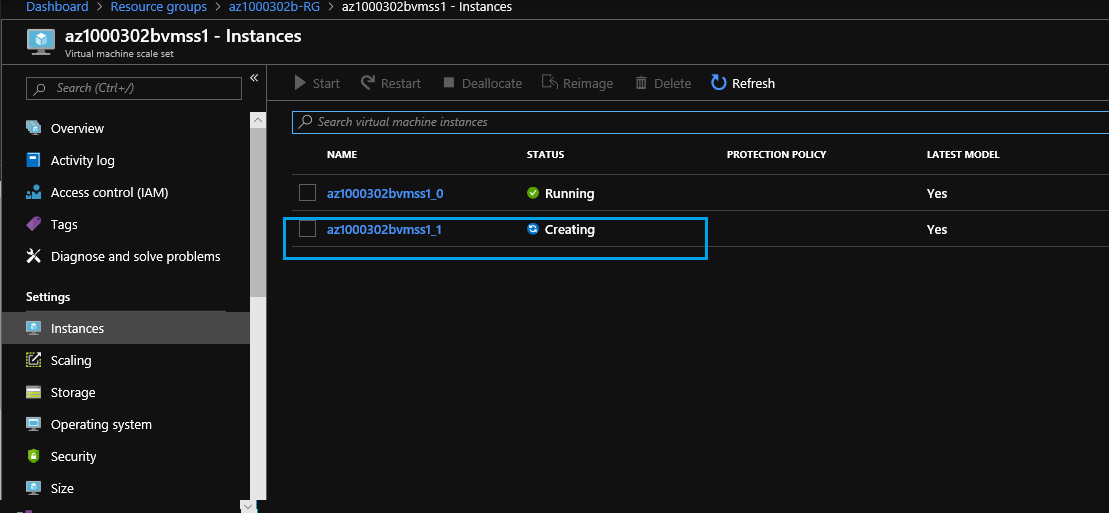 Dashboard > Resource groups > az1000302b-RG > az1000302bvmss1 - Instances
az1000302bvmss1 - Instances
Virtual machine scale set
Search (Ctrl+/)
«
Start Restart Deallocate Reimage Delete Refresh
Search virtual machine instances
NAME STATUS PROTECTION POLICY LATEST MODEL
az1000302bvmss1_0 Running Yes
az1000302bvmss1_1 Creating Yes
Overview
Activity log
Access control (IAM)
Tags
Diagnose and solve problems
Settings
Instances
Scaling
Storage
Operating system
Security
Size